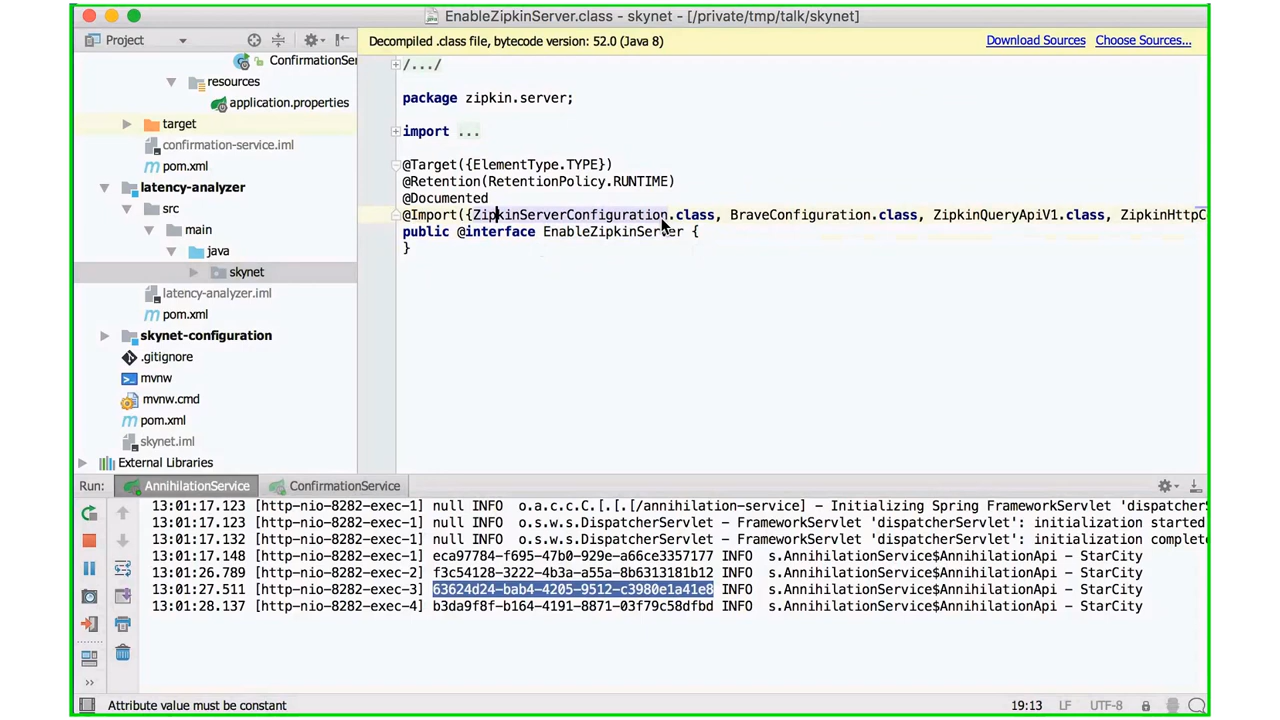 EnableZipkinServer.class - skynet - [/private/tmp/talk/skynet]
Project
Decompiled .class file, bytecode version: 52.0 (Java 8)
Download Sources
Choose Sources...
ConfirmationSer
resources
application.properties
target
confirmation-service.iml
pom.xml
latency-analyzer
src
main
java
skynet
latency-analyzer.iml
pom.xml
skynet-configuration
.gitignore
mvnw
mvnw.cmd
pom.xml
skynet.iml
External Libraries
/.../
package zipkin.server;
import ...
@Target({ElementType.TYPE})
@Retention(RetentionPolicy.RUNTIME)
@Documented
@Import({ZipkinServerConfiguration.class, BraveConfiguration.class, ZipkinQueryApiV1.class, ZipkinHttpC
public @interface EnableZipkinServer {
}
Run: AnnihilationService ConfirmationService
13:01:17.123 [http-nio-8282-exec-1] null INFO o.a.c.c.C.[.[.[/annihilation-service] - Initializing Spring FrameworkServlet 'dispatcherS
13:01:17.123 [http-nio-8282-exec-1] null INFO o.s.w.s.DispatcherServlet - FrameworkServlet 'dispatcherServlet': initialization started
13:01:17.132 [http-nio-8282-exec-1] null INFO o.s.w.s.DispatcherServlet - FrameworkServlet 'dispatcherServlet': initialization complete
13:01:17.148 [http-nio-8282-exec-1] eca97784-f695-47b0-929e-a66ce3357177 INFO s.AnnihilationService$AnnihilationApi - StarCity
13:01:26.789 [http-nio-8282-exec-2] f3c54128-3222-4b3a-a55a-8b6313181b12 INFO s.AnnihilationService$AnnihilationApi - StarCity
13:01:27.511 [http-nio-8282-exec-3] 63624d24-bab4-4205-9512-c3980e1a41e8 INFO s.AnnihilationService$AnnihilationApi - StarCity
13:01:28.137 [http-nio-8282-exec-4] b3da9f8f-b164-4191-8871-03f79c58dfbd INFO s.AnnihilationService$AnnihilationApi - StarCity
Attribute value must be constant
19:13 LF UTF-8